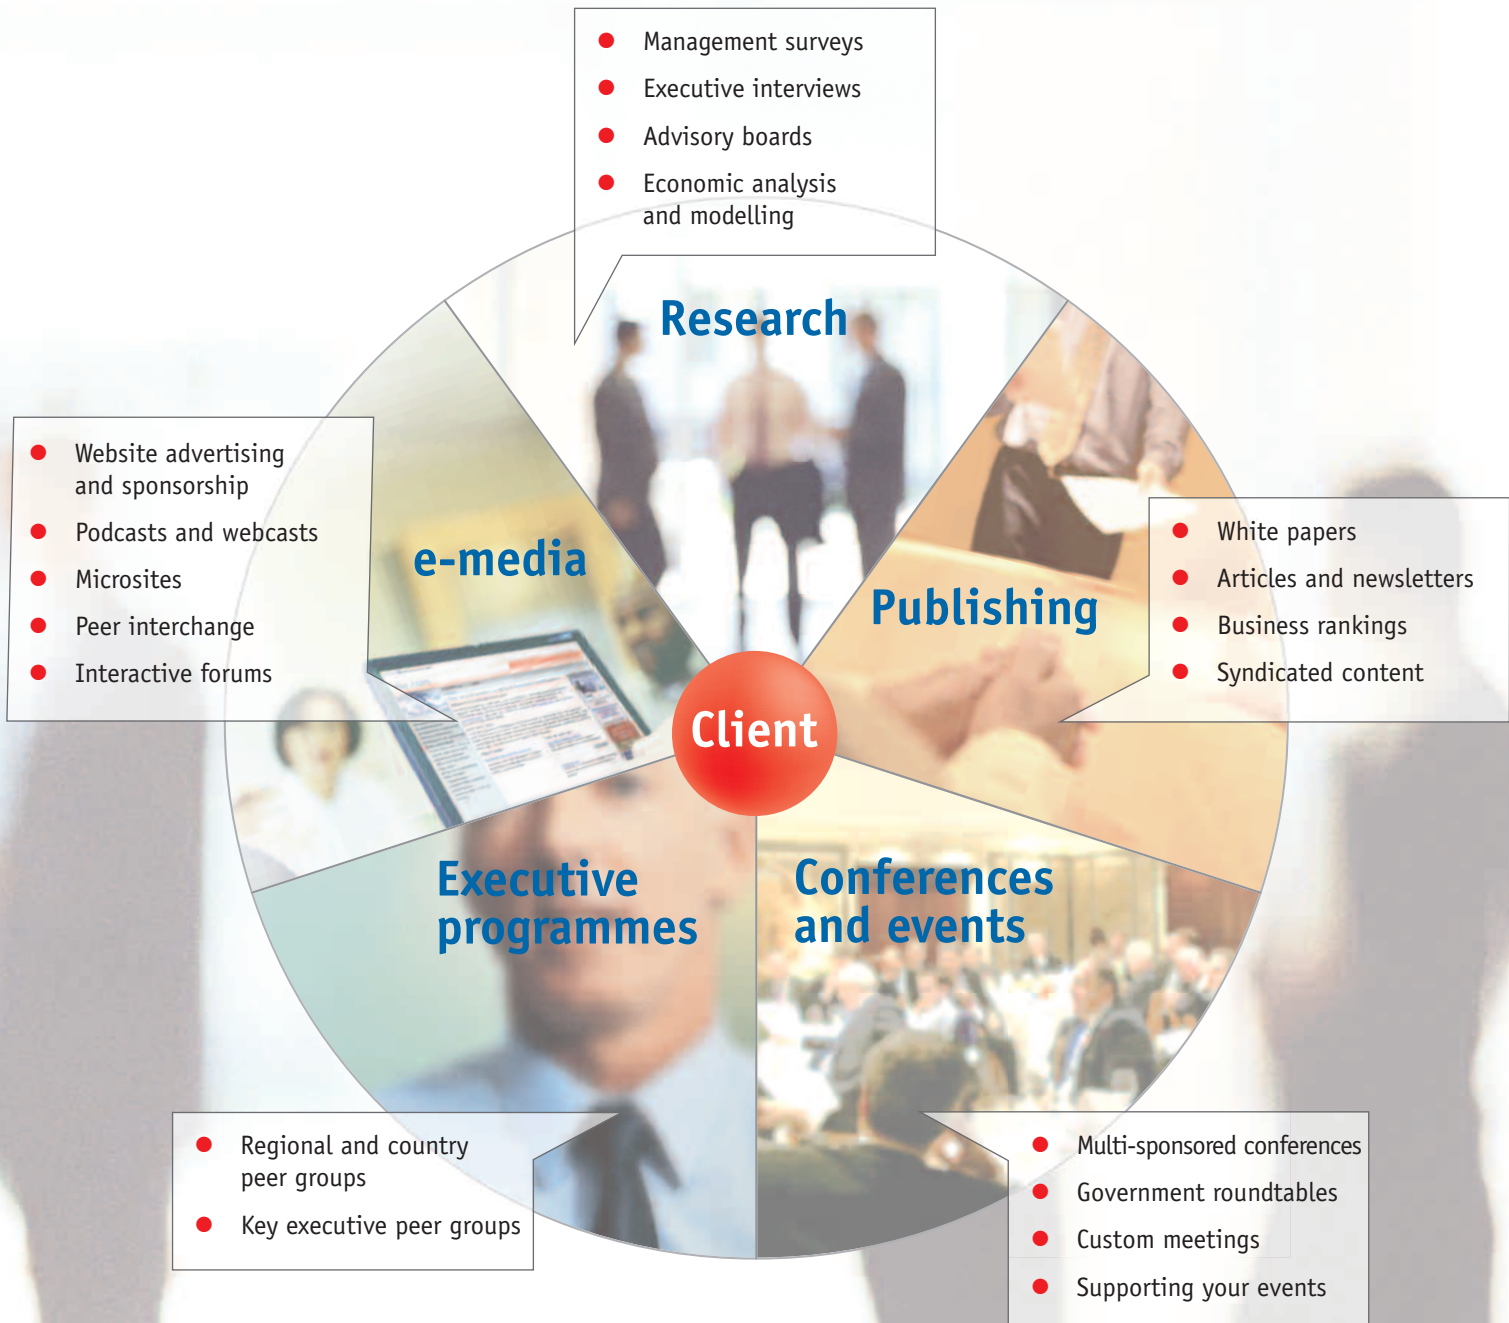 Management surveys
Executive interviews
Advisory boards
Economic analysis
and modelling
Research
Website advertising
and sponsorship
Podcasts and webcasts
Microsites
Peer interchange
Interactive forums
e-media
Publishing
White papers
Articles and newsletters
Business rankings
Syndicated content
Client
Executive
programmes
Conferences
and events
Regional and country
peer groups
Key executive peer groups
Multi-sponsored conferences
Government roundtables
Custom meetings
Supporting your events